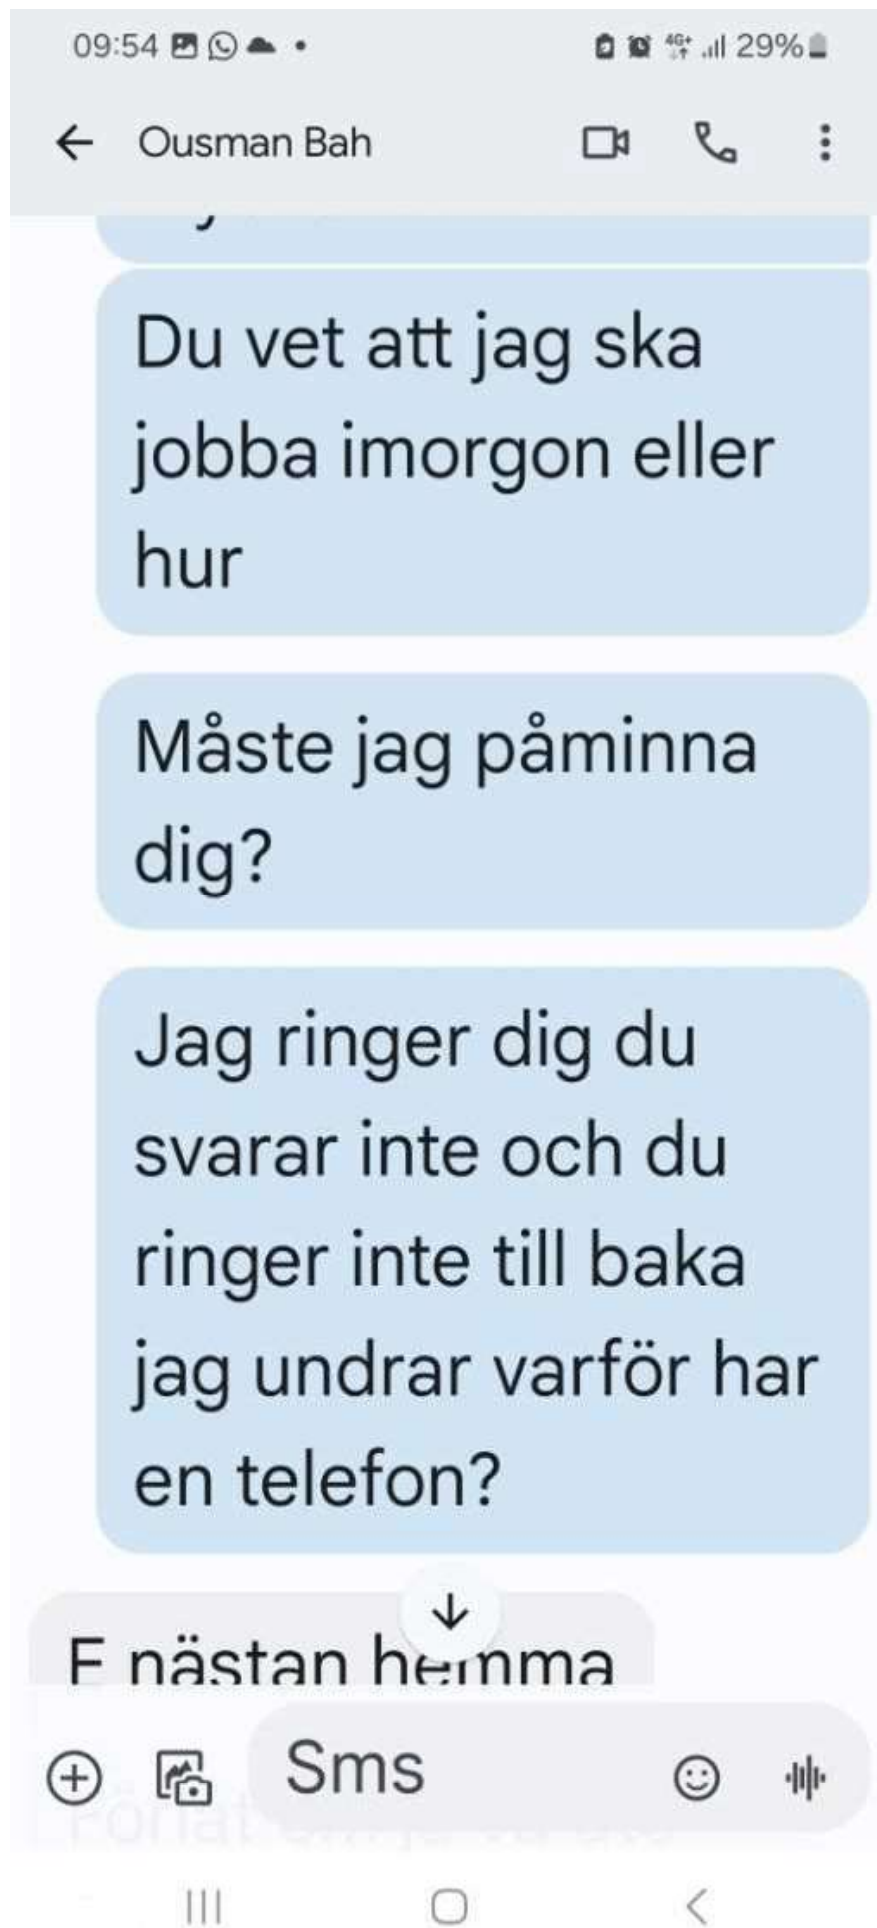 09:54
4G+ 29%
Ousman Bah
Du vet att jag ska
jobba imorgon eller
hur
Måste jag påminna
dig?
Jag ringer dig du
svarar inte och du
ringer inte till baka
jag undrar varför har
en telefon?
E nästan hemma
Sms